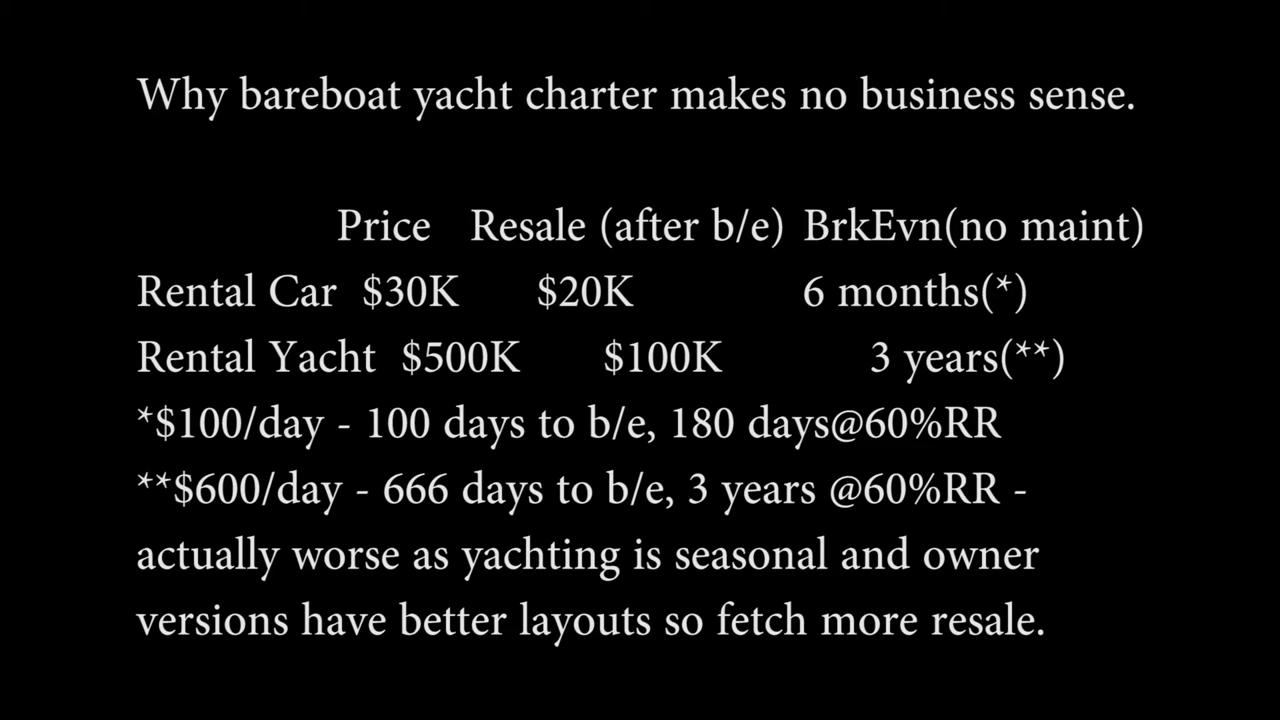 Why bareboat yacht charter makes no business sense.
Price Resale (after b/e) BrkEvn(no maint)
Rental Car $30K $20K 6 months(*)
Rental Yacht $500K $100K 3 years(**)
*$100/day - 100 days to b/e, 180 days@60%RR
**$600/day - 666 days to b/e, 3 years @60%RR -
actually worse as yachting is seasonal and owner
versions have better layouts so fetch more resale.